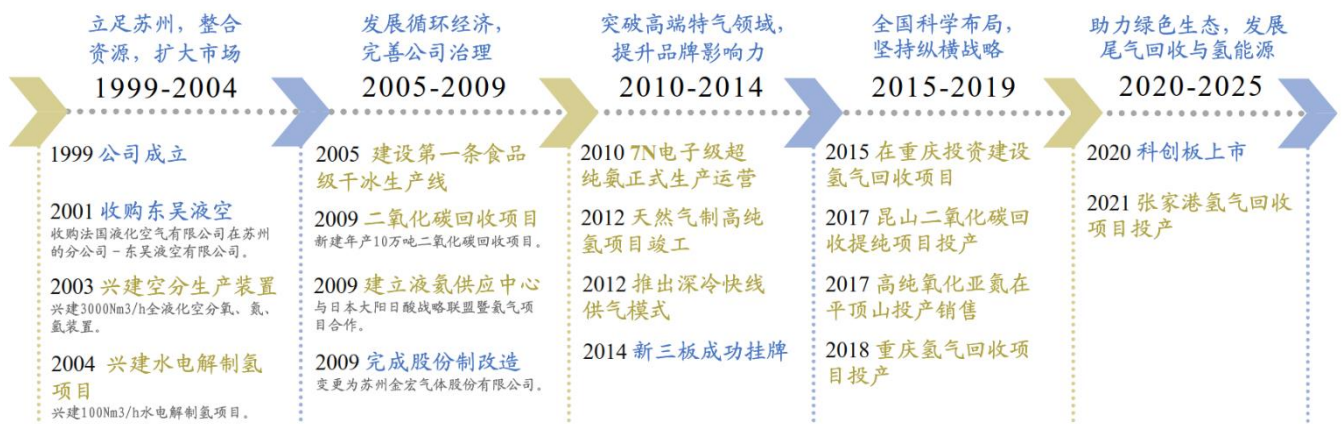 立足苏州，整合
资源，扩大市场
1999-2004
1999 公司成立
2001 收购东吴液空
收购法国液化空气有限公司在苏州
的分公司－东吴液空有限公司。
2003 兴建空分生产装置
兴建3000Nm3/h全液化空分氧、氮、
氩装置。
2004 兴建水电解制氢
项目
兴建100Nm3/h水电解制氢项目。
发展循环经济，
完善公司治理
2005-2009
2005 建设第一条食品
级干冰生产线
2009 二氧化碳回收项目
新建年产10万吨二氧化碳回收项目。
2009 建立液氦供应中心
与日本大阳日酸战略联盟暨氦气项
目合作。
2009 完成股份制改造
变更为苏州金宏气体股份有限公司。
突破高端特气领域，
提升品牌影响力
2010-2014
2010 7N电子级超
纯氨正式生产运营
2012 天然气制高纯
氢项目竣工
2012 推出深冷快线
供气模式
2014 新三板成功挂牌
全国科学布局，
坚持纵横战略
2015-2019
2015 在重庆投资建设
氢气回收项目
2017 昆山二氧化碳回
收提纯项目投产
2017 高纯氧化亚氮在
平顶山投产销售
2018 重庆氢气回收项
目投产
助力绿色生态，发展
尾气回收与氢能源
2020-2025
2020 科创板上市
2021 张家港氢气回收
项目投产